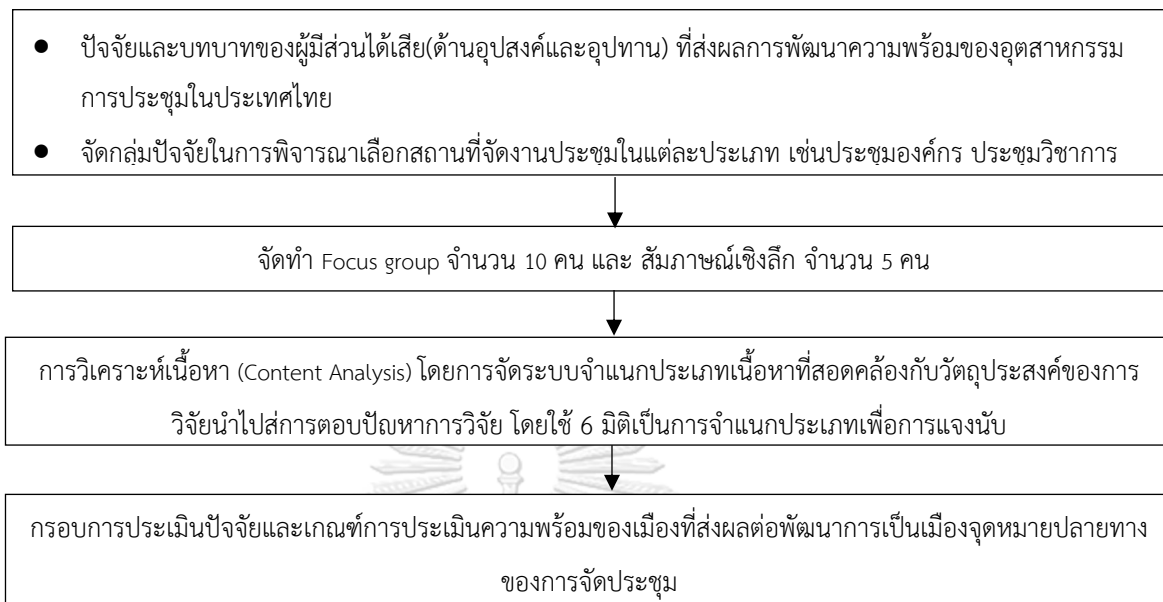 ● ปัจจัยและบทบาทของผู้มีส่วนได้เสีย(ด้านอุปสงค์และอุปทาน) ที่ส่งผลการพัฒนาความพร้อมของอุตสาหกรรม
การประชุมในประเทศไทย
● จัดกลุ่มปัจจัยในการพิจารณาเลือกสถานที่จัดงานประชุมในแต่ละประเภท เช่นประชุมองค์กร ประชุมวิชาการ
จัดทำ Focus group จำนวน 10 คน และ สัมภาษณ์เชิงลึก จำนวน 5 คน
การวิเคราะห์เนื้อหา (Content Analysis) โดยการจัดระบบจำแนกประเภทเนื้อหาที่สอดคล้องกับวัตถุประสงค์ของการ
วิจัยนำไปสู่การตอบปัญหาการวิจัย โดยใช้ 6 มิติเป็นการจำแนกประเภทเพื่อการแจงนับ
กรอบการประเมินปัจจัยและเกณฑ์การประเมินความพร้อมของเมืองที่ส่งผลต่อพัฒนาการเป็นเมืองจุดหมายปลายทาง
ของการจัดประชุม